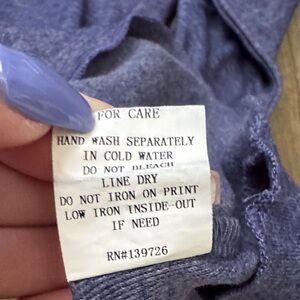 FOR CARE
HAND WASH SEPARATELY
IN COLD WATER
DO NOT BLEACH
LINE DRY
DO NOT IRON ON PRINT
LOW IRON INSIDE-OUT
IF NEED
RN#139726